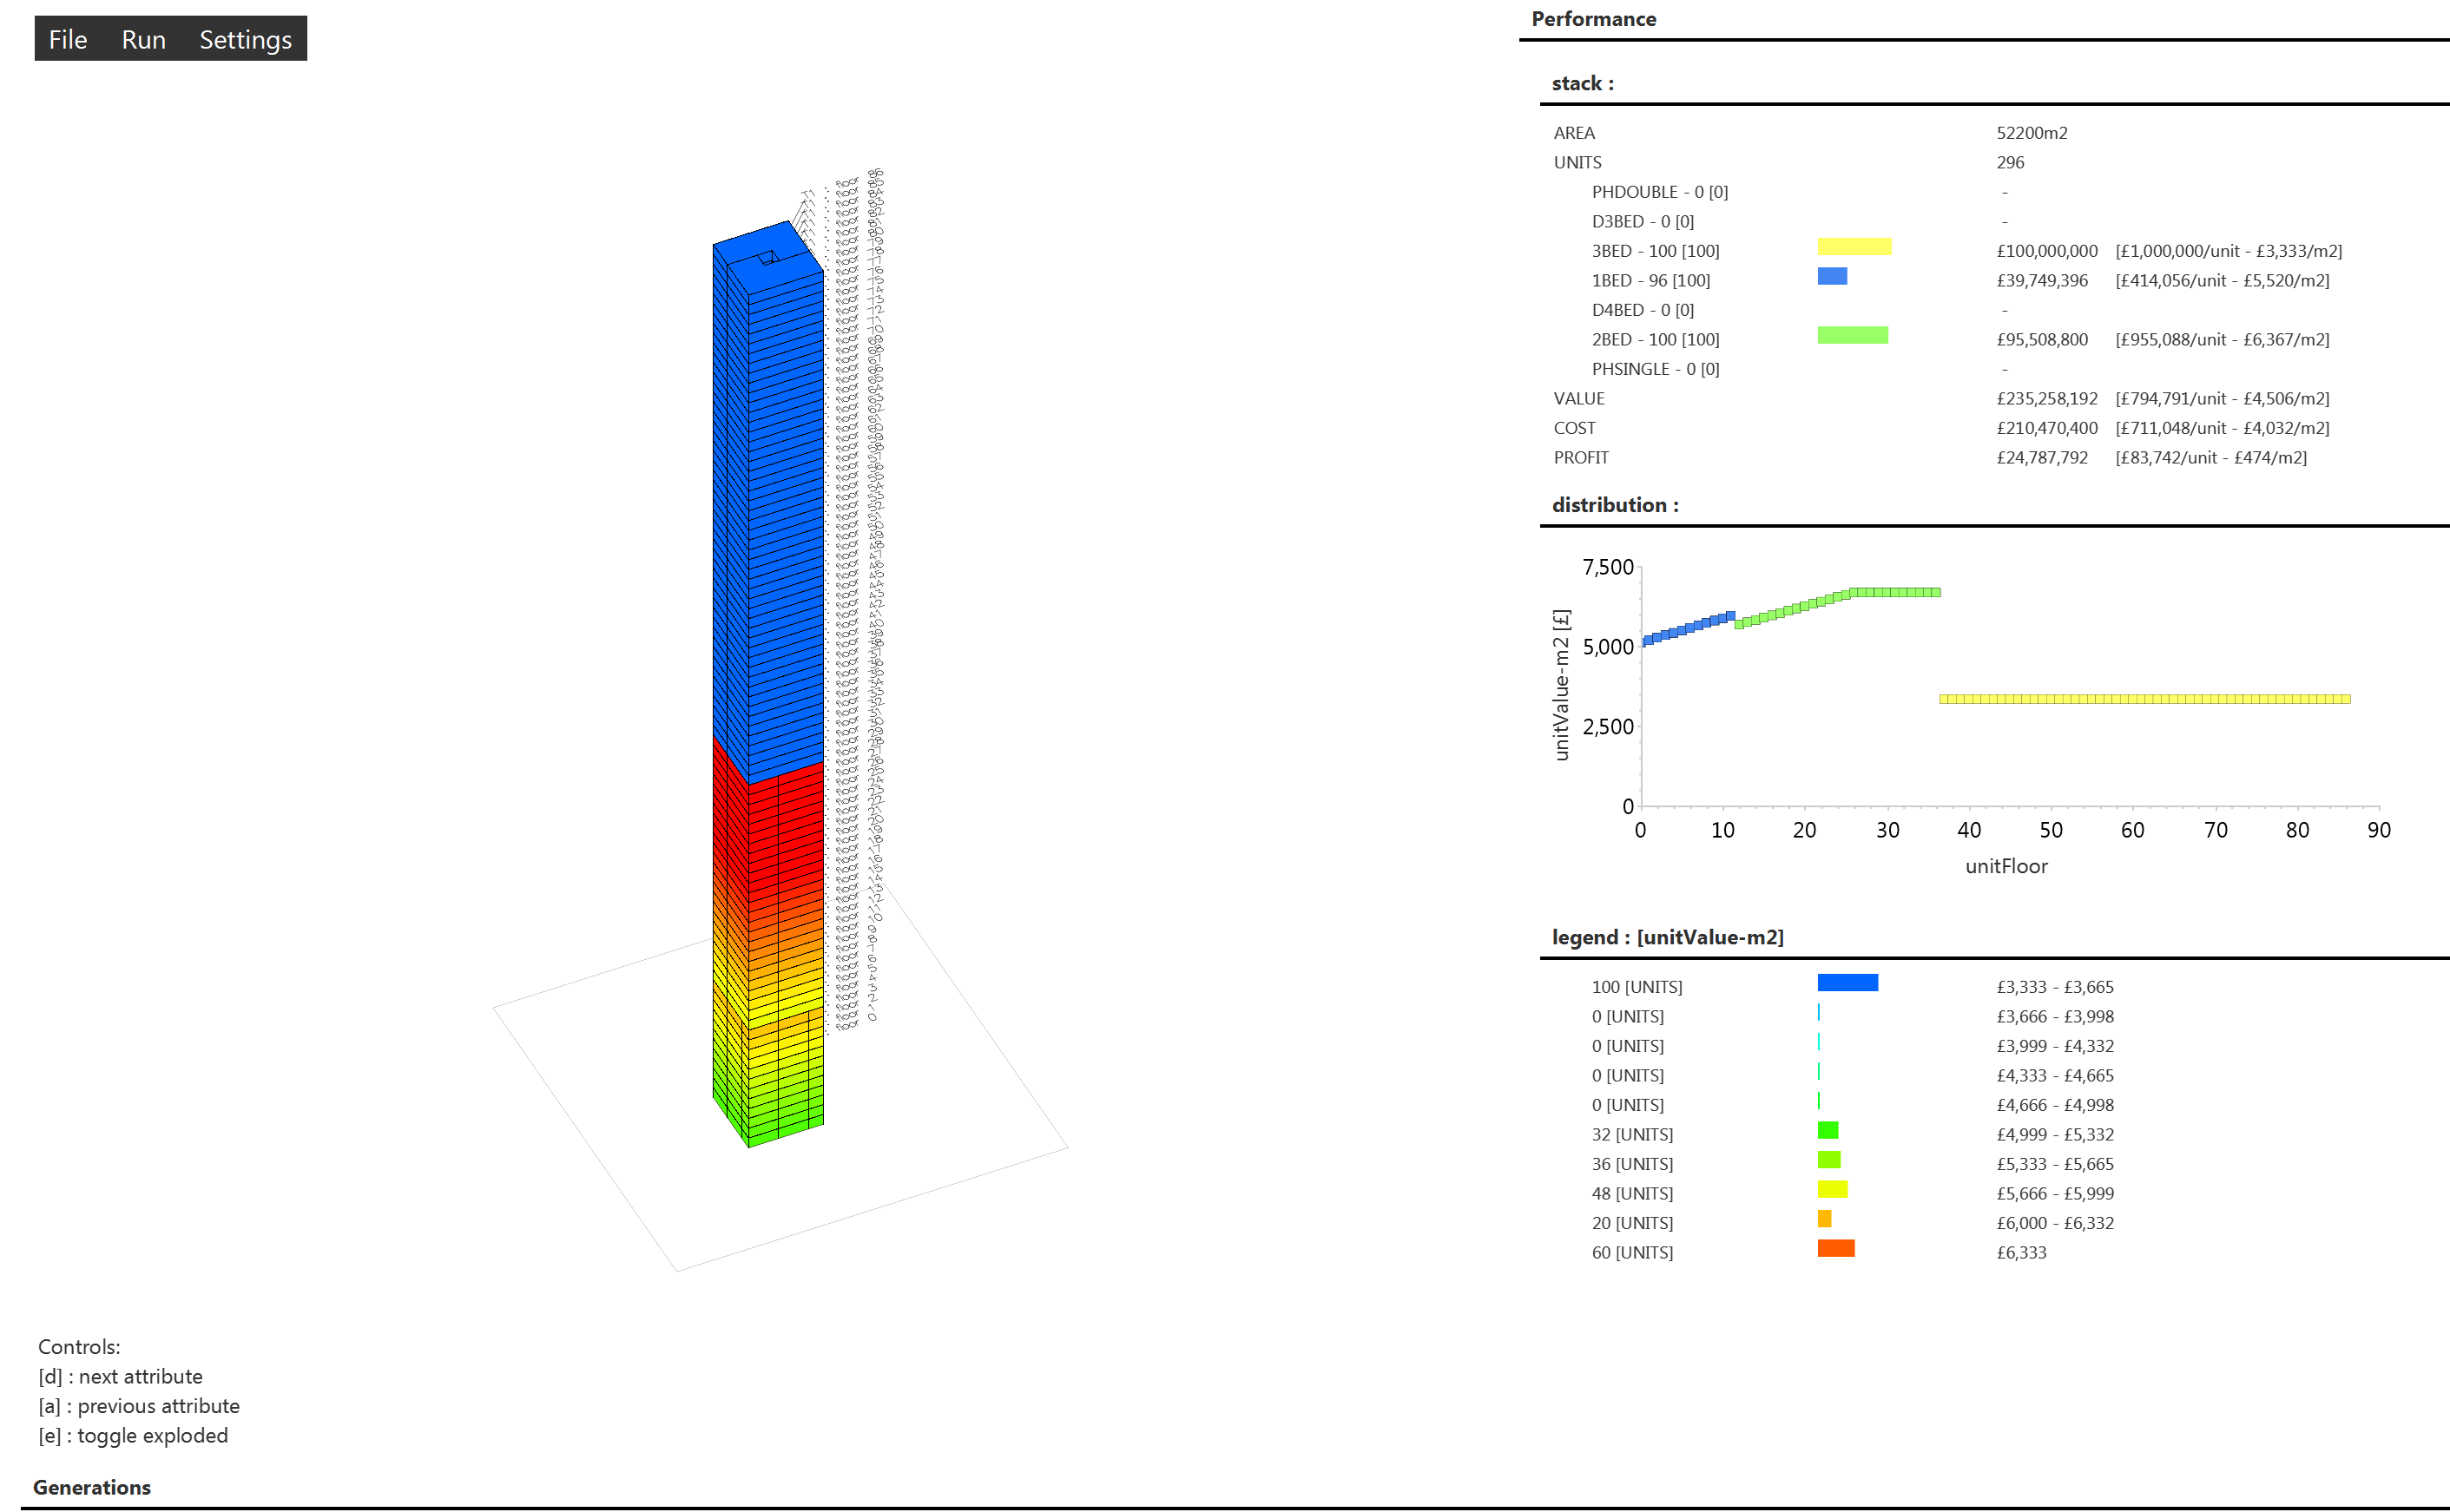 File Run Settings
Performance
stack :
AREA 52200m2
UNITS 296
PHDOUBLE - 0 [0] -
D3BED - 0 [0] -
3BED - 100 [100] £100,000,000 [£1,000,000/unit - £3,333/m2]
1BED - 96 [100] £39,749,396 [£414,056/unit - £5,520/m2]
D4BED - 0 [0] -
2BED - 100 [100] £95,508,800 [£955,088/unit - £6,367/m2]
PHSINGLE - 0 [0] -
VALUE £235,258,192 [£794,791/unit - £4,506/m2]
COST £210,470,400 [£711,048/unit - £4,032/m2]
PROFIT £24,787,792 [£83,742/unit - £474/m2]
distribution :
unitValue-m2 [£]
7,500
5,000
2,500
0
0 10 20 30 40 50 60 70 80 90
unitFloor
legend : [unitValue-m2]
100 [UNITS] £3,333 - £3,665
0 [UNITS] £3,666 - £3,998
0 [UNITS] £3,999 - £4,332
0 [UNITS] £4,333 - £4,665
0 [UNITS] £4,666 - £4,998
32 [UNITS] £4,999 - £5,332
36 [UNITS] £5,333 - £5,665
48 [UNITS] £5,666 - £5,999
20 [UNITS] £6,000 - £6,332
60 [UNITS] £6,333
Controls:
[d] : next attribute
[a] : previous attribute
[e] : toggle exploded
Generations